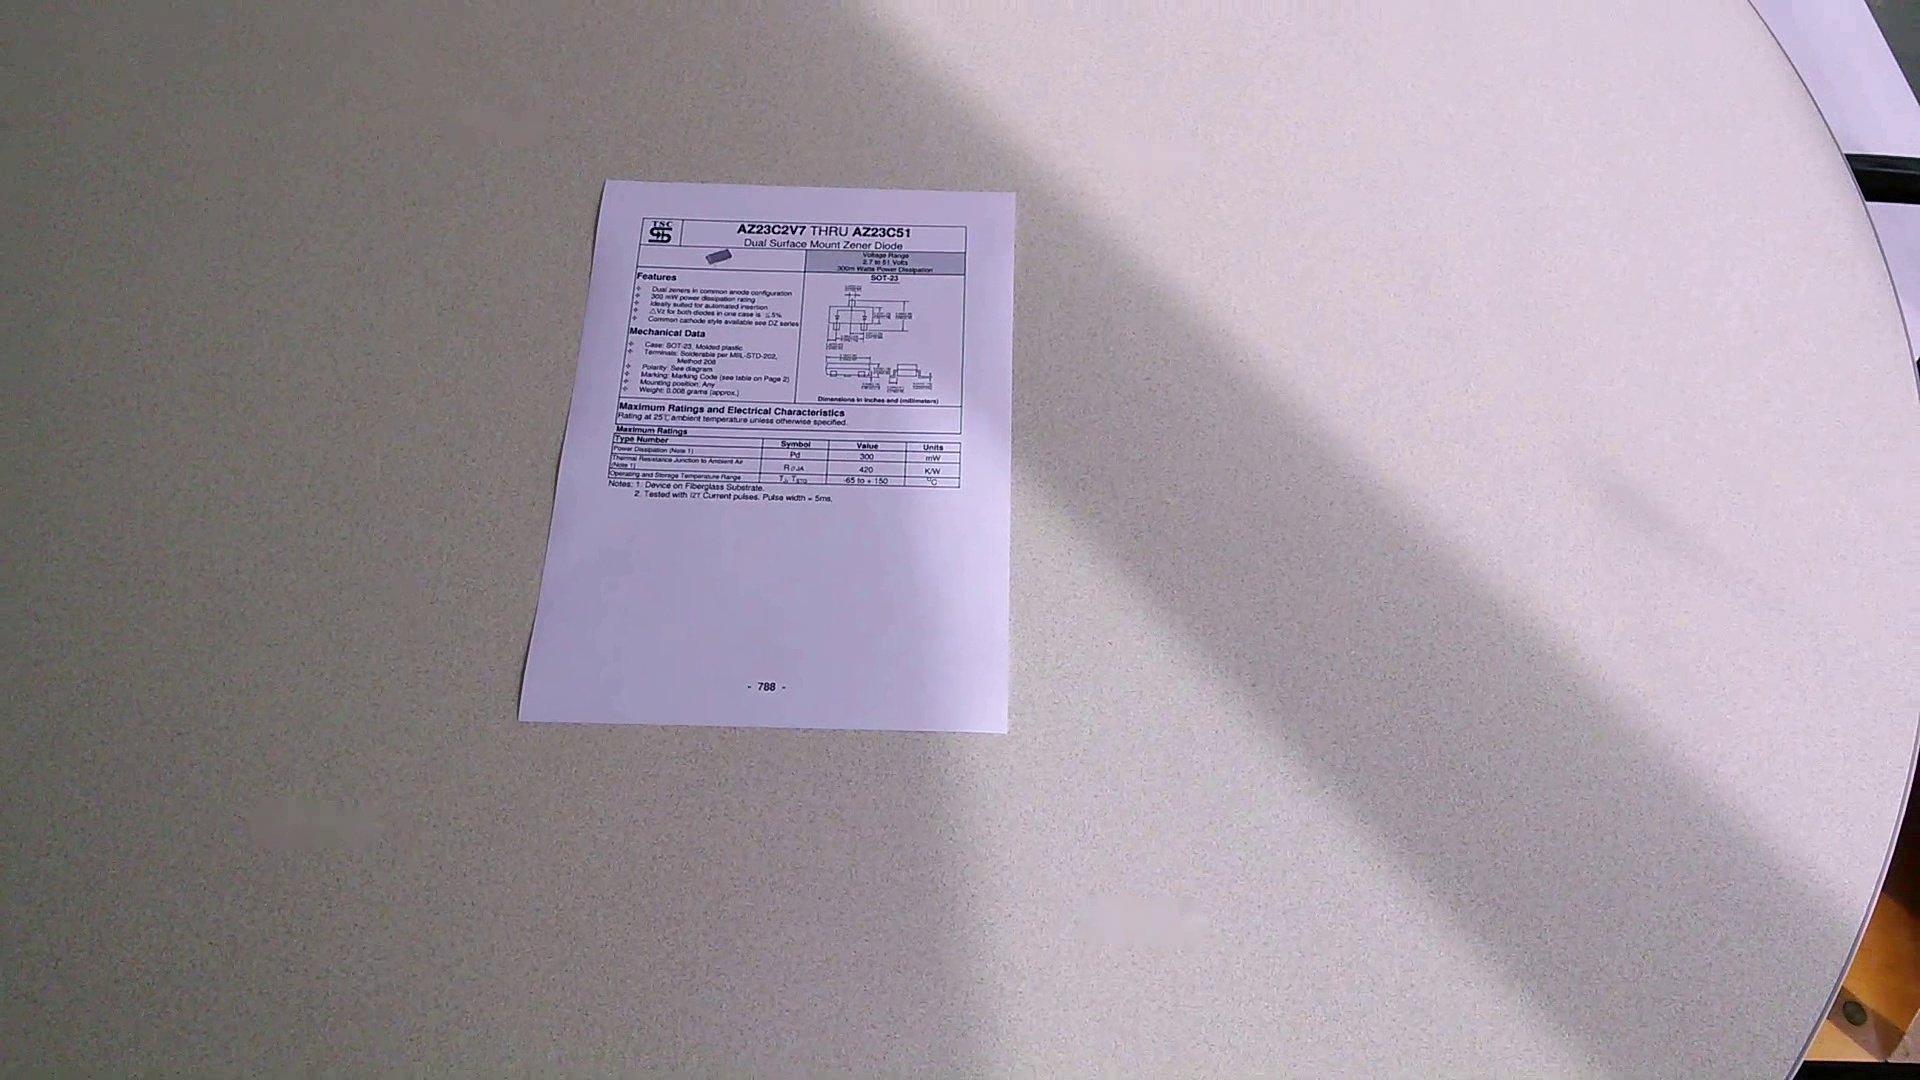 TSC
AZ23C2V7 THRU AZ23C51
Dual Surface Mount Zener Diode
Voltage Range
2.7 to 51 Volts
300m Watts Power Dissipation
SOT-23
Features
Dual zeners in common anode configuration
300 mW power dissipation rating
Ideally suited for automated insertion
△Vz for both diodes in one case is ≦5%
Common cathode style available see DZ series
Mechanical Data
Case: SOT-23, Molded plastic
Terminals: Solderable per MIL-STD-202,
Method 208
Polarity: See diagram
Marking: Marking Code (see table on Page 2)
Mounting position: Any
Weight: 0.008 grams (approx.)
Dimensions in inches and (millimeters)
Maximum Ratings and Electrical Characteristics
Rating at 25℃ ambient temperature unless otherwise specified.
Maximum Ratings
Type Number Symbol Value Units
Power Dissipation (Note 1) Pd 300 mW
Thermal Resistance Junction to Ambient Air
(Note 1) RθJA 420 K/W
Operating and Storage Temperature Range TJ, TSTG -65 to + 150 °C
Notes: 1. Device on Fiberglass Substrate.
2. Tested with IZT Current pulses. Pulse width = 5ms.
- 788 -